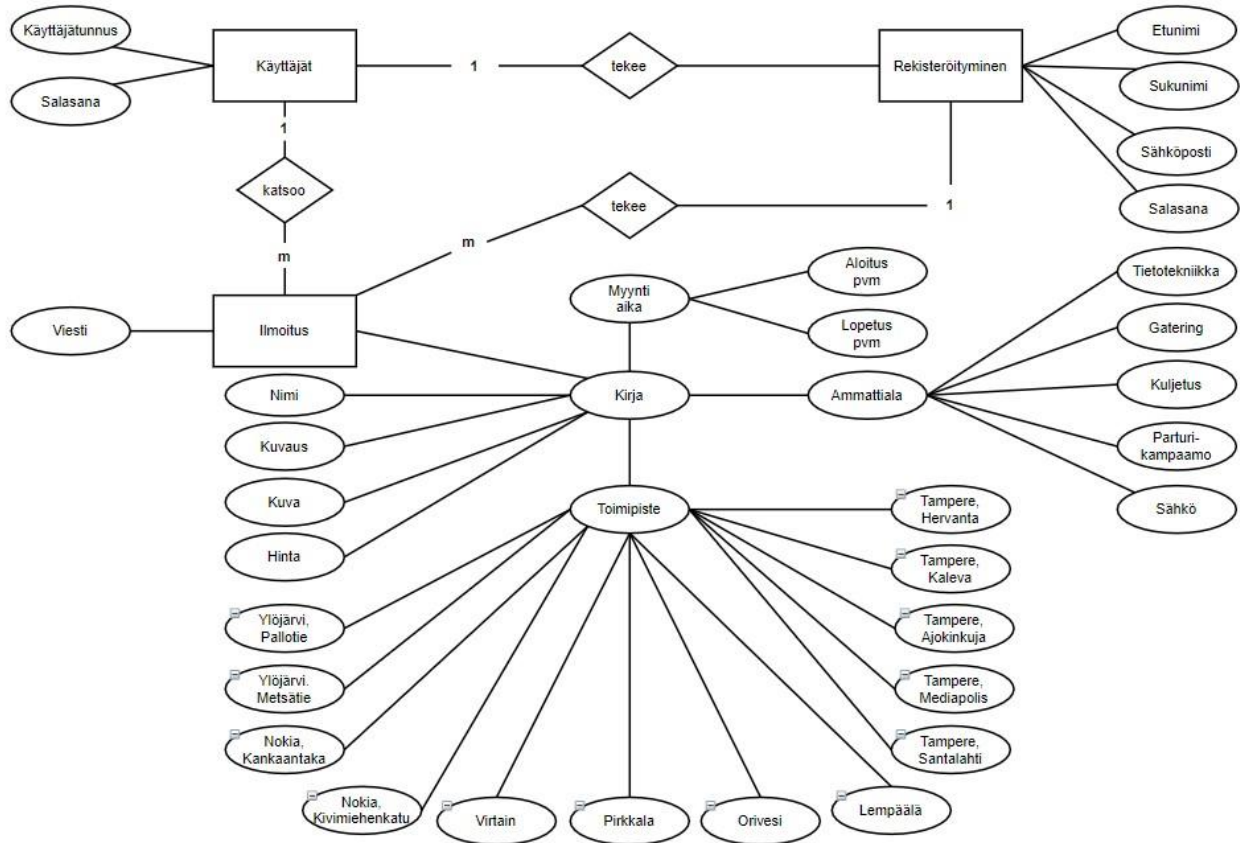 Käyttäjätunnus
Salasana
Käyttäjät
1
tekee
Rekisteröityminen
Etunimi
Sukunimi
Sähköposti
Salasana
1
katsoo
m
tekee
1
m
Viesti
Ilmoitus
Myynti
aika
Aloitus
pvm
Lopetus
pvm
Tietotekniikka
Gatering
Kuljetus
Parturi-
kampaamo
Sähkö
Nimi
Kirja
Ammattiala
Kuvaus
Kuva
Hinta
Toimipiste
Tampere,
Hervanta
Tampere,
Kaleva
Tampere,
Ajokinkuja
Tampere,
Mediapolis
Tampere,
Santalahti
Ylöjärvi,
Pallotie
Ylöjärvi.
Metsätie
Nokia,
Kankaantaka
Nokia,
Kivimiehenkatu
Virtain
Pirkkala
Orivesi
Lempäälä